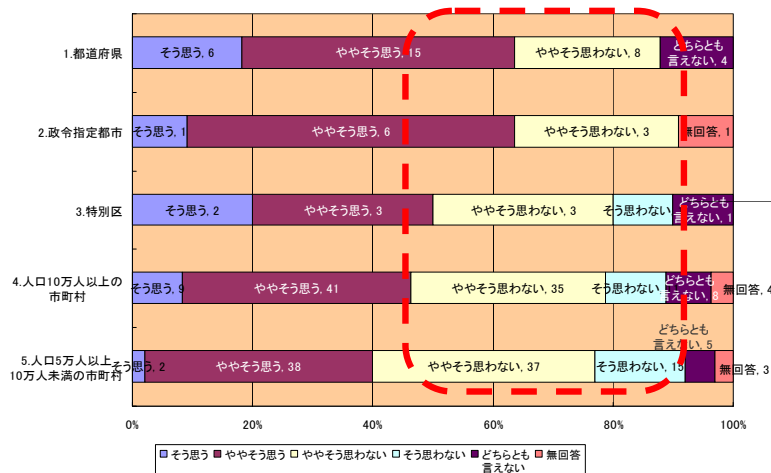 1.都道府県
そう思う, 6
ややそう思う, 15
ややそう思わない, 8
どちらとも
言えない, 4
2.政令指定都市
そう思う, 1
ややそう思う, 6
ややそう思わない, 3
無回答, 1
3.特別区
そう思う, 2
ややそう思う, 3
ややそう思わない, 3
そう思わない,
どちらとも
言えない, 1
4.人口10万人以上の
市町村
そう思う, 9
ややそう思う, 41
ややそう思わない, 35
そう思わない,
どちらとも
言えない, 8
無回答, 4
5.人口5万人以上
10万人未満の市町村
そう思う, 2
ややそう思う, 38
ややそう思わない, 37
そう思わない, 15
どちらとも
言えない, 5
無回答, 3
0% 20% 40% 60% 80% 100%
そう思う ややそう思う ややそう思わない そう思わない どちらとも
言えない 無回答